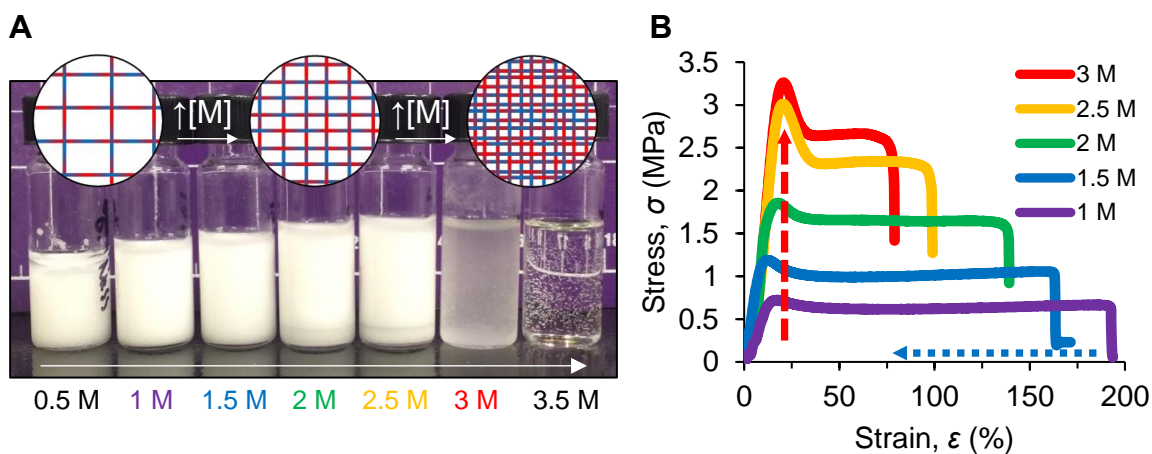 A
↑[M]
↑[M]
0.5 M
1 M
1.5 M
2 M
2.5 M
3 M
3.5 M
B
Stress, σ (MPa)
3.5
3
2.5
2
1.5
1
0.5
0
3 M
2.5 M
2 M
1.5 M
1 M
0
50
100
150
200
Strain, ε (%)